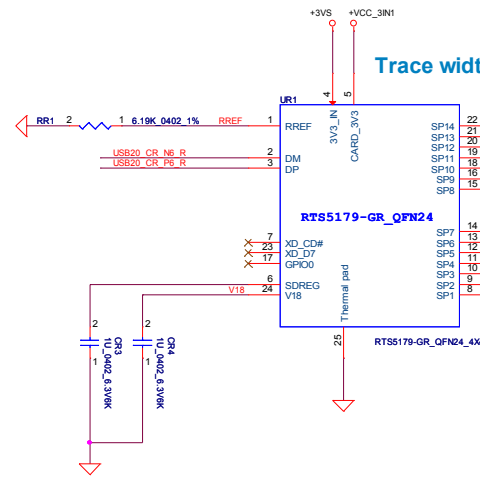 +3VS
+VCC_3IN1
Trace widt
UR1
4
5
RR1
2
1
6.19K_0402_1%
RREF
1
RREF
3V3_IN
CARD_3V3
SP14
22
SP13
21
SP12
20
SP11
19
SP10
18
SP9
16
SP8
15
USB20_CR_N6_R
2
DM
USB20_CR_P6_R
3
DP
RTS5179-GR_QFN24
7
XD_CD#
23
XD_D7
17
GPIO0
SP7
14
SP6
13
SP5
12
SP4
11
SP3
10
SP2
9
SP1
8
6
SDREG
V18
24
V18
Thermal pad
25
RTS5179-GR_QFN24_4X
2
1
CR3
1U_0402_6.3V6K
2
1
CR4
1U_0402_6.3V6K